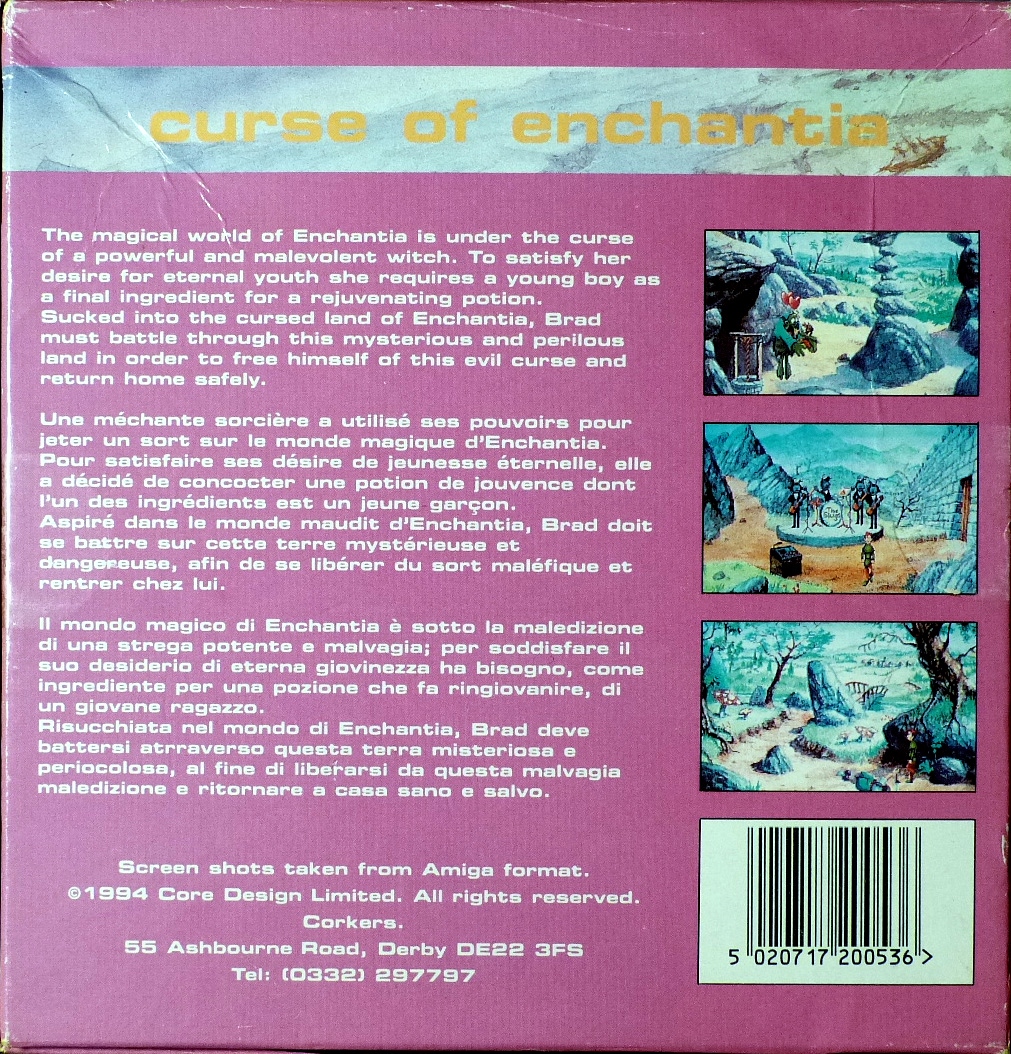 curse of enchantia
The magical world of Enchantia is under the curse
of a powerful and malevolent witch. To satisfy her
desire for eternal youth she requires a young boy as
a final ingredient for a rejuvenating potion.
Sucked into the cursed land of Enchantia, Brad
must battle through this mysterious and perilous
land in order to free himself of this evil curse and
return home safely.
Une méchante sorcière a utilisé ses pouvoirs pour
jeter un sort sur le monde magique d'Enchantia.
Pour satisfaire ses désire de jeunesse éternelle, elle
a décidé de concocter une potion de jouvence dont
l'un des ingrédients est un jeune garçon.
Aspiré dans le monde maudit d'Enchantia, Brad doit
se battre sur cette terre mystérieuse et
dangereuse, afin de se libérer du sort maléfique et
rentrer chez lui.
Il mondo magico di Enchantia è sotto la maledizione
di una strega potente e malvagia; per soddisfare il
suo desiderio di eterna giovinezza ha bisogno, come
ingrediente per una pozione che fa ringiovanire, di
un giovane ragazzo.
Risucchiata nel mondo di Enchantia, Brad deve
battersi atrraverso questa terra misteriosa e
periocolosa, al fine di liberarsi da questa malvagia
maledizione e ritornare a casa sano e salvo.
Screen shots taken from Amiga format.
©1994 Core Design Limited. All rights reserved.
Corkers.
55 Ashbourne Road, Derby DE22 3FS
Tel: (0332) 297797
The
5 020717 200536 >